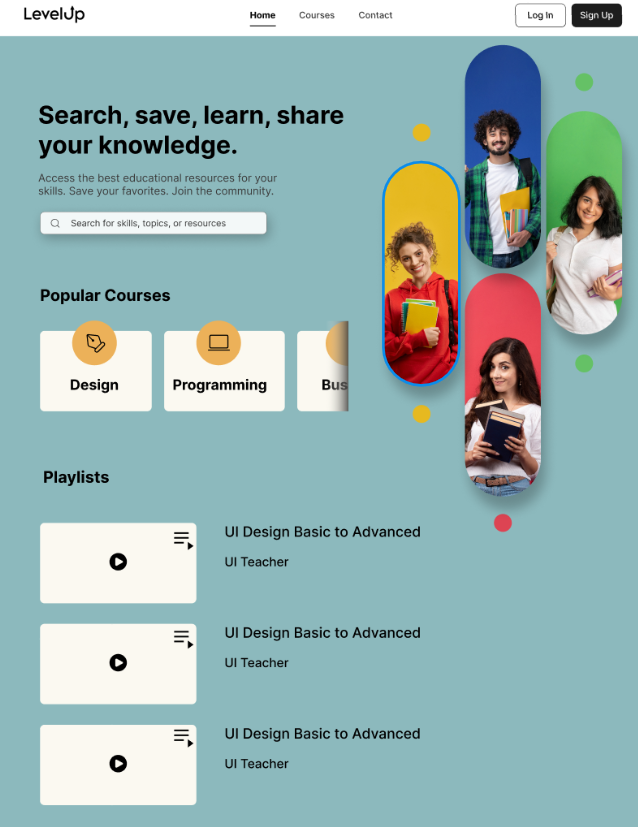 LevelUp
Home
Courses
Contact
Log In
Sign Up
Search, save, learn, share
your knowledge.
Access the best educational resources for your
skills. Save your favorites. Join the community.
Search for skills, topics, or resources
Popular Courses
Design
Programming
Bus
Playlists
UI Design Basic to Advanced
UI Teacher
UI Design Basic to Advanced
UI Teacher
UI Design Basic to Advanced
UI Teacher